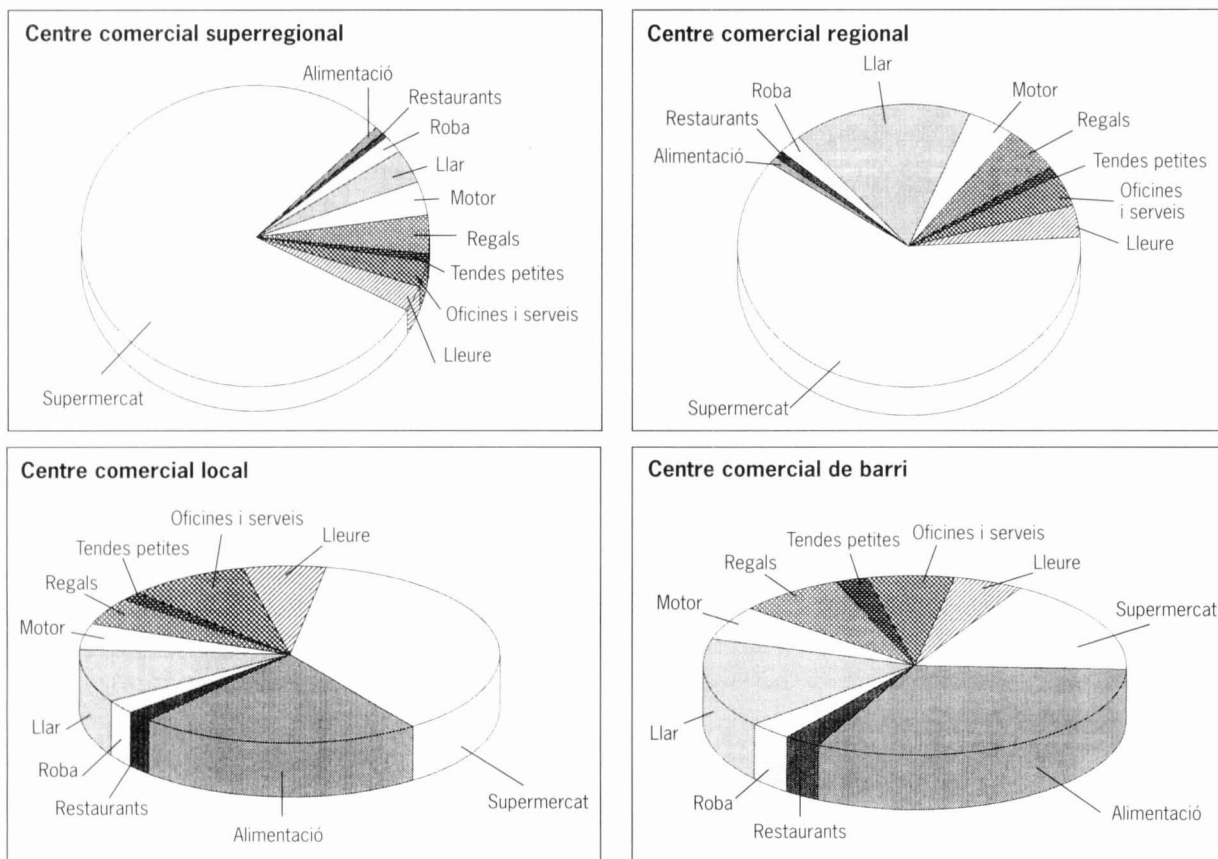 Centre comercial superregional
Alimentació
Restaurants
Roba
Llar
Motor
Regals
Tendes petites
Oficines i serveis
Lleure
Supermercat
Centre comercial regional
Llar
Roba
Motor
Restaurants
Regals
Alimentació
Tendes petites
Oficines
i serveis
Lleure
Supermercat
Centre comercial local
Oficines i serveis
Lleure
Tendes petites
Regals
Motor
Llar
Roba
Restaurants
Alimentació
Supermercat
Centre comercial de barri
Oficines i serveis
Tendes petites
Lleure
Regals
Motor
Supermercat
Llar
Roba
Restaurants
Alimentació